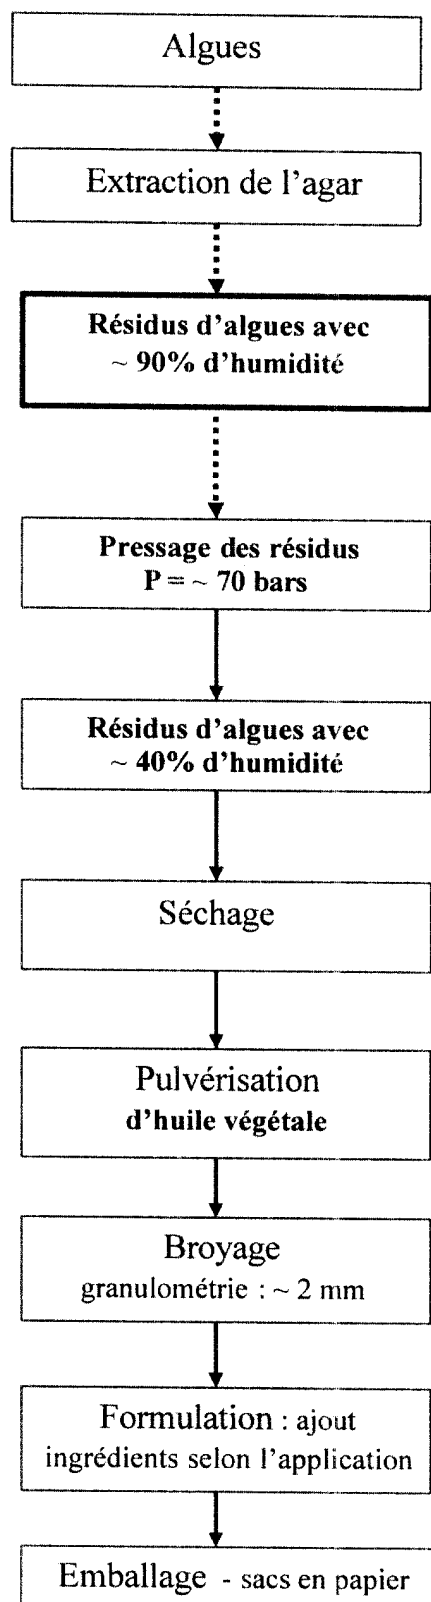 Algues
Extraction de l'agar
Résidus d'algues avec
~ 90% d'humidité
Pressage des résidus
P = ~ 70 bars
Résidus d'algues avec
~ 40% d'humidité
Séchage
Pulvérisation
d'huile végétale
Broyage
granulométrie : ~ 2 mm
Formulation : ajout
ingrédients selon l'application
Emballage - sacs en papier